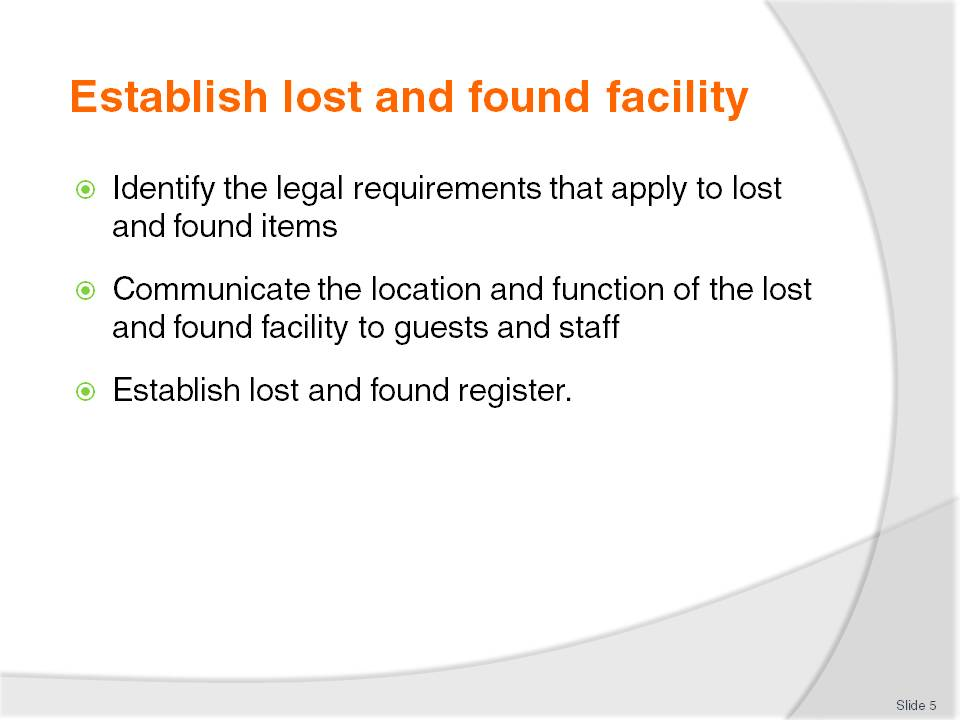 Establish lost and found facility
Identify the legal requirements that apply to lost
and found items
Communicate the location and function of the lost
and found facility to guests and staff
Establish lost and found register.
Slide 5